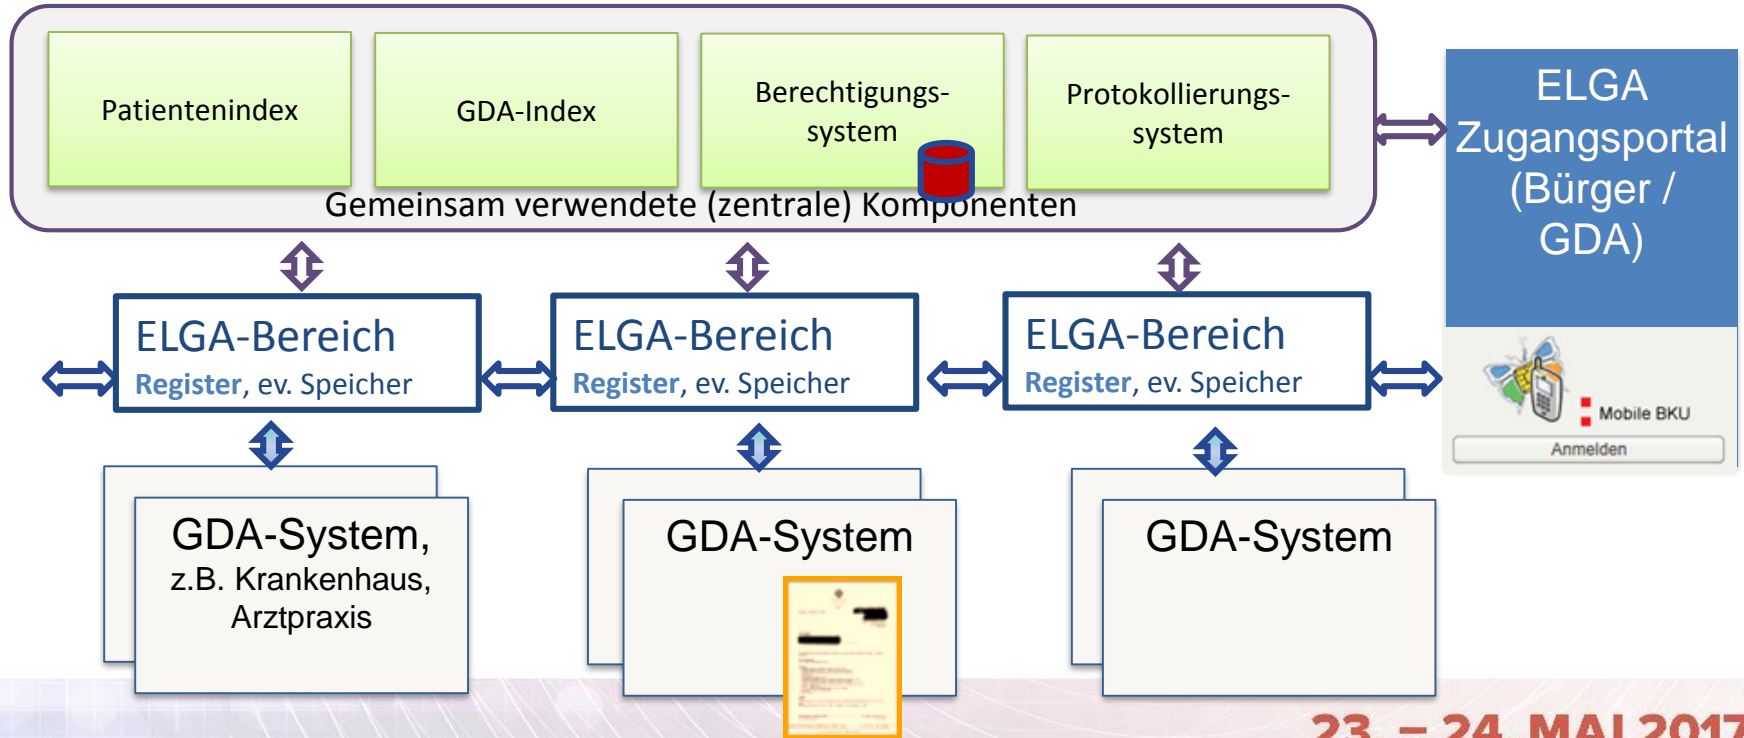 Patientenindex
GDA-Index
Berechtigungs-
system
Protokollierungs-
system
Gemeinsam verwendete (zentrale) Komponenten
ELGA
Zugangsportal
(Bürger /
GDA)
ELGA-Bereich
Register, ev. Speicher
ELGA-Bereich
Register, ev. Speicher
ELGA-Bereich
Register, ev. Speicher
Mobile BKU
Anmelden
GDA-System,
z.B. Krankenhaus,
Arztpraxis
GDA-System
GDA-System
23. – 24. MAI 2017